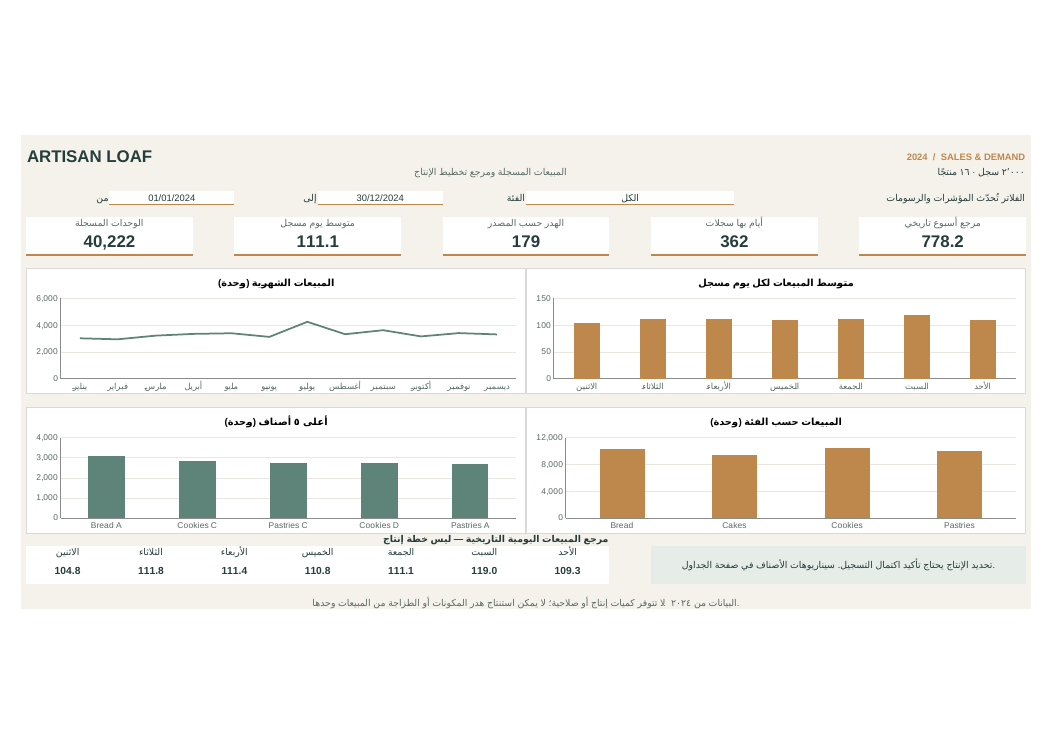 ARTISAN LOAF
2024 / SALES & DEMAND
المبيعات المسجلة ومرجع تخطيط الإنتاج
٢٬٠٠٠ سجل · ١٦ منتجًا
من 01/01/2024 إلى 30/12/2024 الفئة الكل الفلاتر تُحدّث المؤشرات والرسومات
الوحدات المسجلة
40,222
متوسط يوم مسجل
111.1
الهدر حسب المصدر
179
أيام بها سجلات
362
مرجع أسبوع تاريخي
778.2
المبيعات الشهرية (وحدة)
6,000
4,000
2,000
0
يناير فبراير مارس أبريل مايو يونيو يوليو أغسطس سبتمبر أكتوبر نوفمبر ديسمبر
متوسط المبيعات لكل يوم مسجل
150
100
50
0
الاثنين الثلاثاء الأربعاء الخميس الجمعة السبت الأحد
أعلى ٥ أصناف (وحدة)
4,000
3,000
2,000
1,000
0
Bread A Cookies C Pastries C Cookies D Pastries A
المبيعات حسب الفئة (وحدة)
12,000
8,000
4,000
0
Bread Cakes Cookies Pastries
مرجع المبيعات اليومية التاريخية — ليس خطة إنتاج
الاثنين الثلاثاء الأربعاء الخميس الجمعة السبت الأحد
104.8 111.8 111.4 110.8 111.1 119.0 109.3
تحديد الإنتاج يحتاج تأكيد اكتمال التسجيل. سيناريوهات الأصناف في صفحة الجداول.
البيانات من ٢٠٢٤ لا تتوفر كميات إنتاج أو صلاحية؛ لا يمكن استنتاج هدر المكونات أو الطزاجة من المبيعات وحدها.